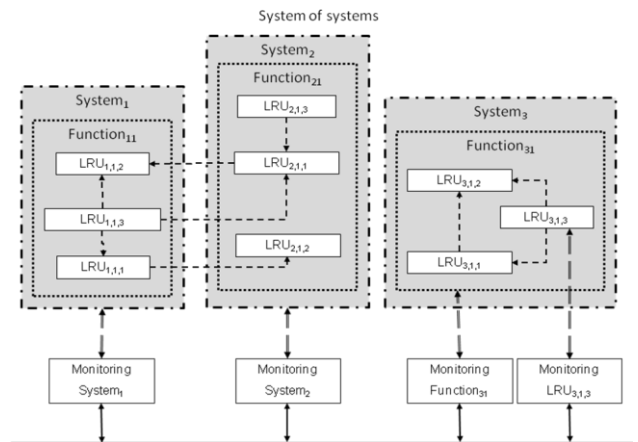 System of systems
System₁
Function₁₁
LRU₁,₁,₂
LRU₁,₁,₃
LRU₁,₁,₁
System₂
Function₂₁
LRU₂,₁,₃
LRU₂,₁,₁
LRU₂,₁,₂
System₃
Function₃₁
LRU₃,₁,₂
LRU₃,₁,₃
LRU₃,₁,₁
Monitoring
System₁
Monitoring
System₂
Monitoring
Function₃₁
Monitoring
LRU₃,₁,₃